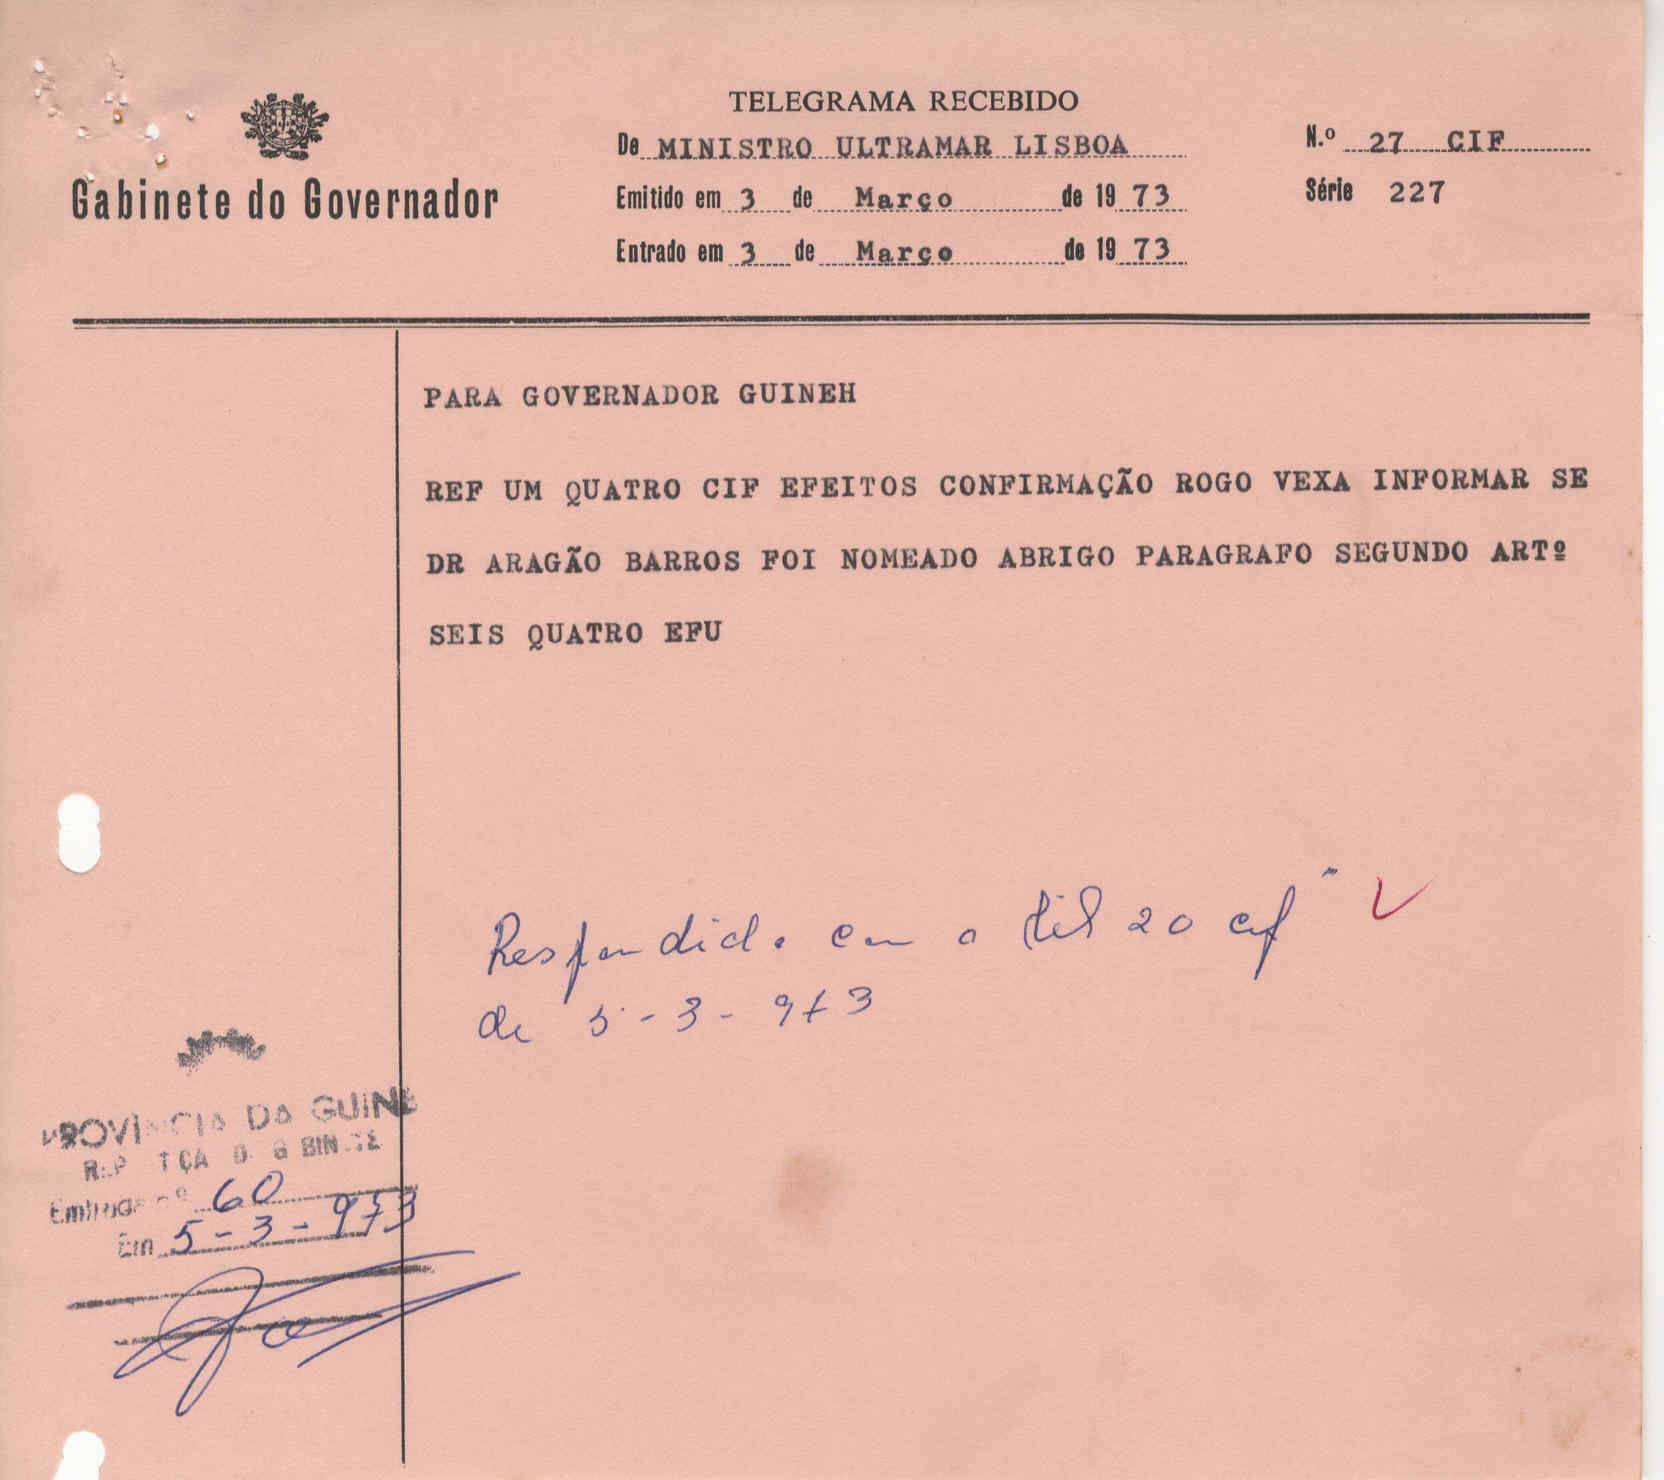 TELEGRAMA RECEBIDO
De MINISTRO ULTRAMAR LISBOA
N.º 27 CIF
Gabinete do Governador
Emitido em 3 de Março de 1973
Série 227
Entrado em 3 de Março de 1973
PARA GOVERNADOR GUINEH
REF UM QUATRO CIF EFEITOS CONFIRMAÇÃO ROGO VEXA INFORMAR SE
DR ARAGÃO BARROS FOI NOMEADO ABRIGO PARAGRAFO SEGUNDO ARTº
SEIS QUATRO EFU
Respondido com o tel 20 cif
de 5-3-973
PROVÍNCIA DA GUINÉ
Entrada nº 60
Em 5-3-973